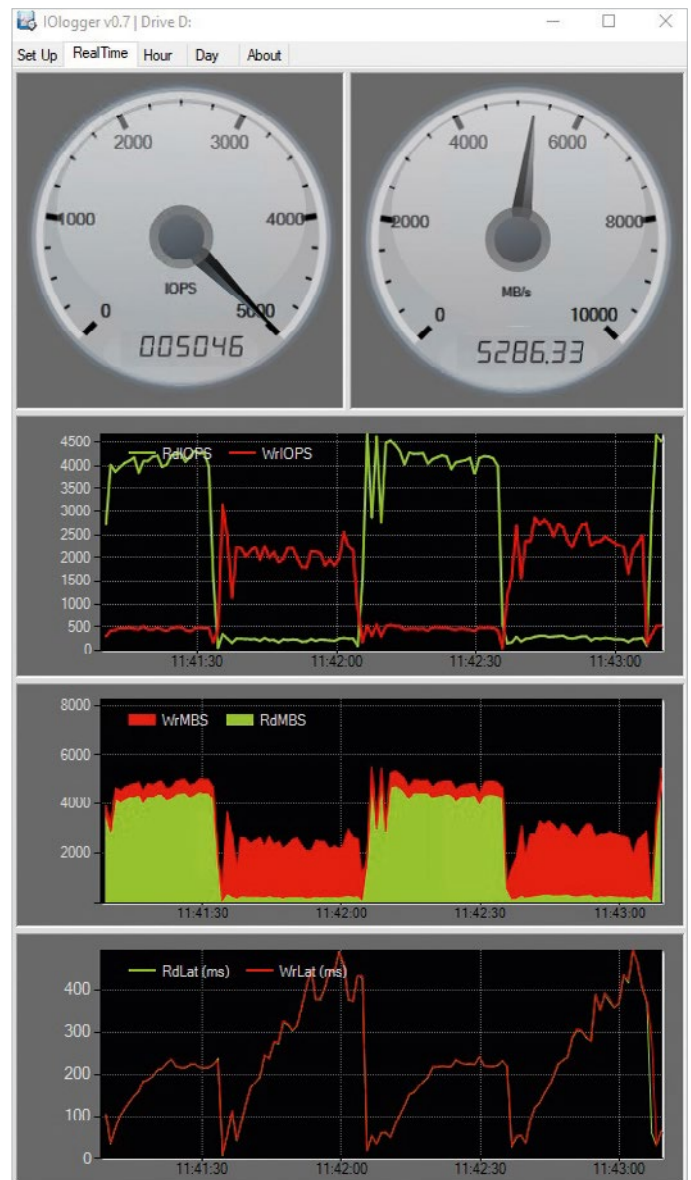 IOlogger v0.7 | Drive D:
Set Up RealTime Hour Day About
2000 3000
1000 4000
IOPS
0 5000
005046
4000 6000
2000 8000
MB/s
0 10000
5286.33
4500
4000
3500
3000
2500
2000
1500
1000
500
0
RdIOPS WrIOPS
11:41:30 11:42:00 11:42:30 11:43:00
8000
6000
4000
2000
WrMBS RdMBS
11:41:30 11:42:00 11:42:30 11:43:00
400
300
200
100
0
RdLat (ms) WrLat (ms)
11:41:30 11:42:00 11:42:30 11:43:00